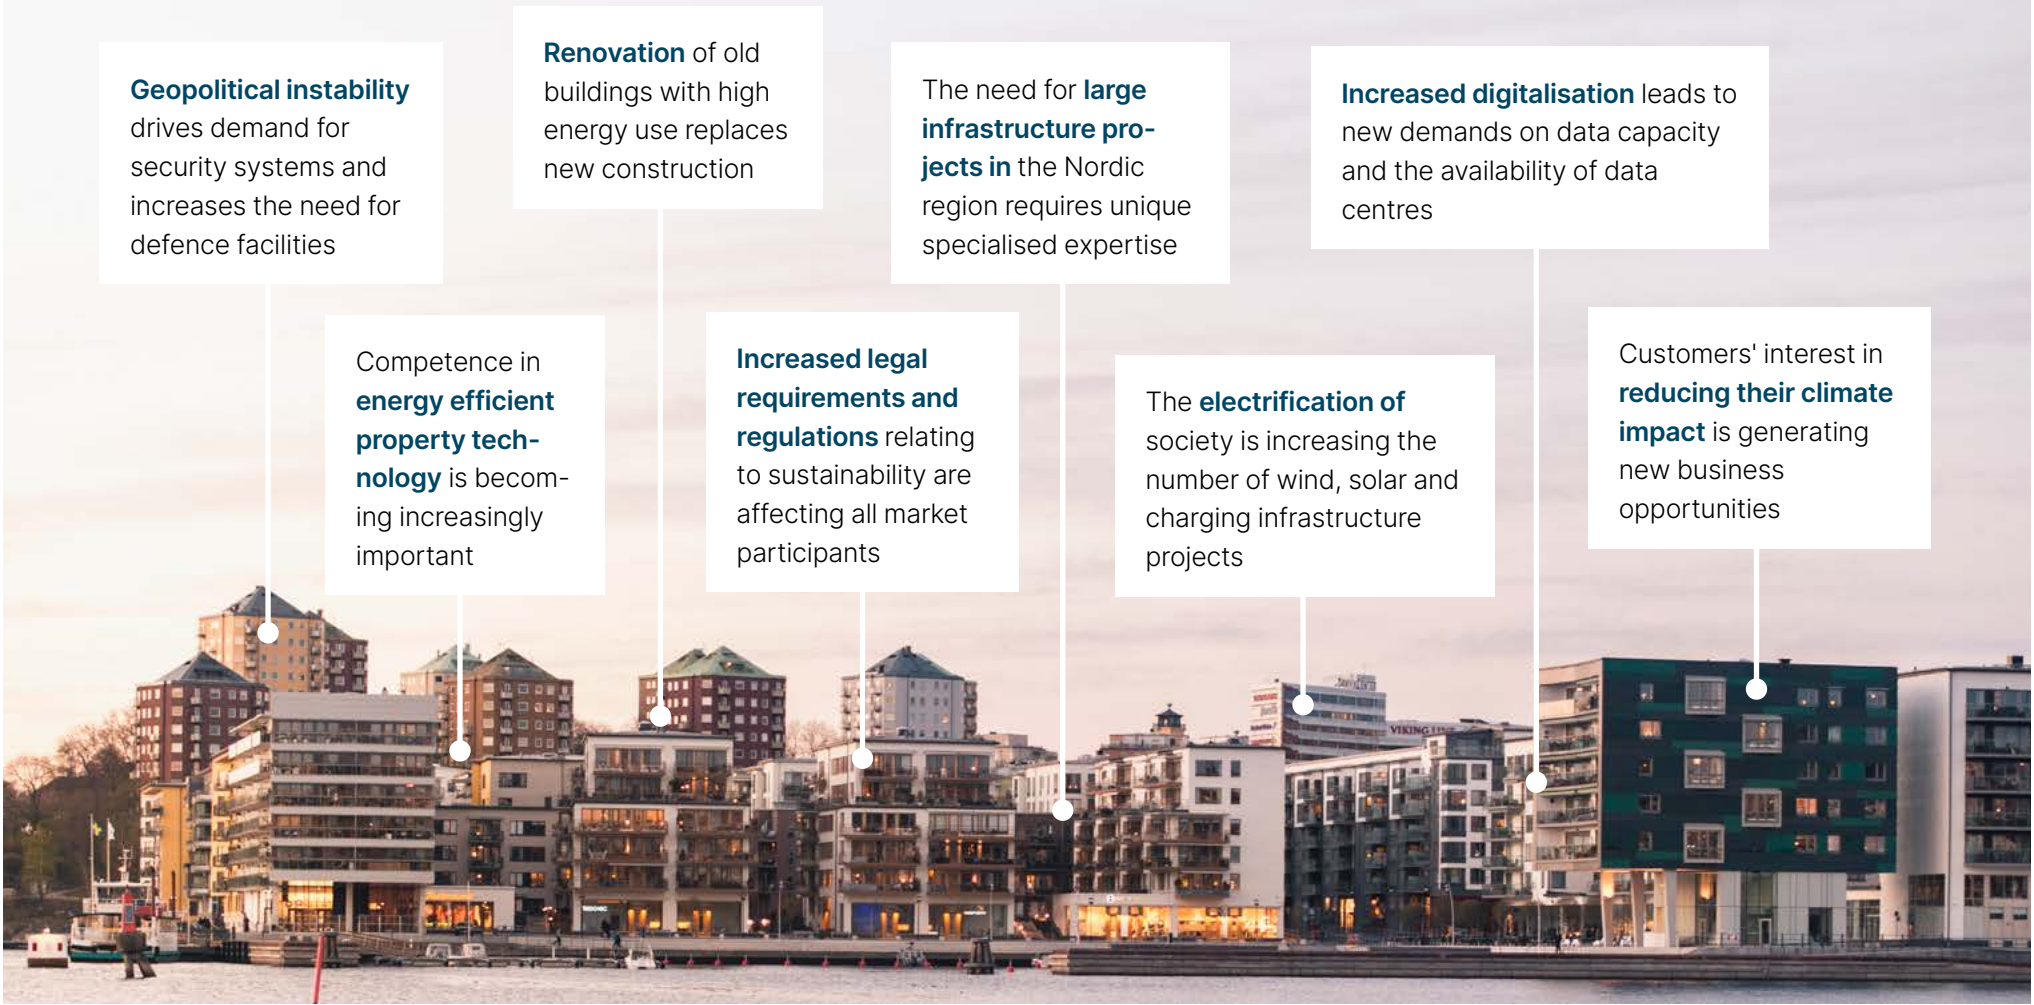 Geopolitical instability
drives demand for
security systems and
increases the need for
defence facilities
Renovation of old
buildings with high
energy use replaces
new construction
The need for large
infrastructure pro-
jects in the Nordic
region requires unique
specialised expertise
Increased digitalisation leads to
new demands on data capacity
and the availability of data
centres
Competence in
energy efficient
property tech-
nology is becom-
ing increasingly
important
Increased legal
requirements and
regulations relating
to sustainability are
affecting all market
participants
The electrification of
society is increasing the
number of wind, solar and
charging infrastructure
projects
Customers' interest in
reducing their climate
impact is generating
new business
opportunities
VIKING LINE